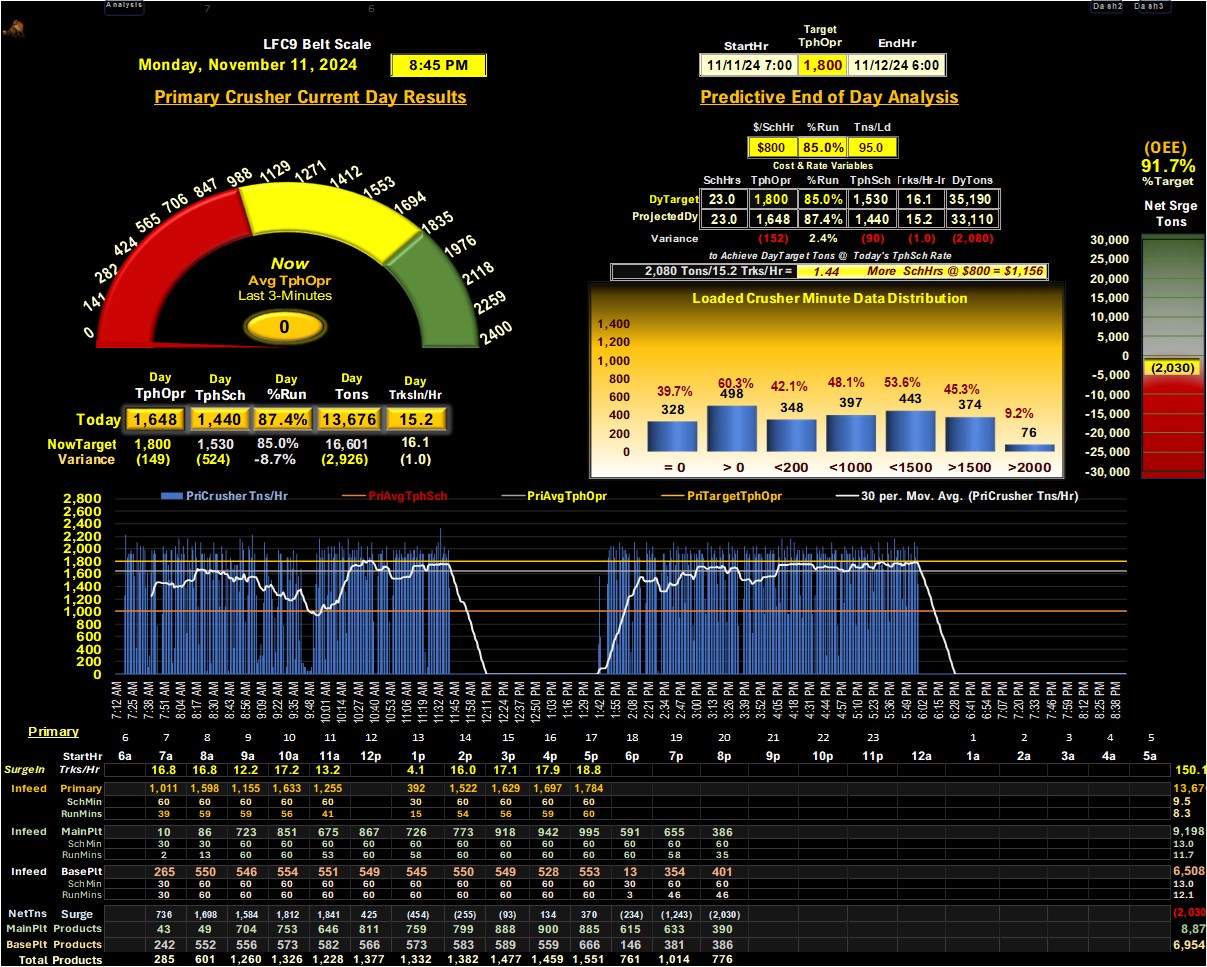 Analysis 7 6 Dash2 Dash3
LFC9 Belt Scale
Monday, November 11, 2024 8:45 PM
Primary Crusher Current Day Results
StartHr Target TphOpr EndHr
11/11/24 7:00 1,800 11/12/24 6:00
Predictive End of Day Analysis
$/SchHr %Run Tns/Ld
$800 85.0% 95.0
Cost & Rate Variables
SchHrs TphOpr %Run TphSch Trks/Hr-Ir DyTons
DyTarget 23.0 1,800 85.0% 1,530 16.1 35,190
ProjectedDy 23.0 1,648 87.4% 1,440 15.2 33,110
Variance (152) 2.4% (90) (1.0) (2,080)
to Achieve DayTarget Tons @ Today's TphSch Rate
2,080 Tons/15.2 Trks/Hr = 1.44 More SchHrs @ $800 = $1,156
(OEE)
91.7%
%Target
Net Srge
Tons
30,000
25,000
20,000
15,000
10,000
5,000
0
(2,030)
-5,000
-10,000
-15,000
-20,000
-25,000
-30,000
0 141 282 424 565 706 847 988 1129 1271 1412 1553 1694 1835 1976 2118 2259 2400
Now
Avg TphOpr
Last 3-Minutes
0
Day TphOpr Day TphSch Day %Run Day Tons Day TrksIn/Hr
Today 1,648 1,440 87.4% 13,676 15.2
NowTarget 1,800 1,530 85.0% 16,601 16.1
Variance (149) (524) -8.7% (2,926) (1.0)
Loaded Crusher Minute Data Distribution
1,400
1,200
1,000
800
600
400
200
0
39.7% 60.3% 42.1% 48.1% 53.6% 45.3% 9.2%
328 498 348 397 443 374 76
= 0 > 0 <200 <1000 <1500 >1500 >2000
PriCrusher Tns/Hr PriAvgTphSch PriAvgTphOpr PriTargetTphOpr 30 per. Mov. Avg. (PriCrusher Tns/Hr)
2,800
2,600
2,400
2,200
2,000
1,800
1,600
1,400
1,200
1,000
800
600
400
200
0
7:12 AM 7:25 AM 7:38 AM 7:51 AM 8:04 AM 8:17 AM 8:30 AM 8:43 AM 8:56 AM 9:09 AM 9:22 AM 9:35 AM 9:48 AM 10:01 AM 10:14 AM 10:27 AM 10:40 AM 10:53 AM 11:06 AM 11:19 AM 11:32 AM 11:45 AM 11:58 AM 12:11 PM 12:24 PM 12:37 PM 12:50 PM 1:03 PM 1:16 PM 1:29 PM 1:42 PM 1:55 PM 2:08 PM 2:21 PM 2:34 PM 2:47 PM 3:00 PM 3:13 PM 3:26 PM 3:39 PM 3:52 PM 4:05 PM 4:18 PM 4:31 PM 4:44 PM 4:57 PM 5:10 PM 5:23 PM 5:36 PM 5:49 PM 6:02 PM 6:15 PM 6:28 PM 6:41 PM 6:54 PM 7:07 PM 7:20 PM 7:33 PM 7:46 PM 7:59 PM 8:12 PM 8:25 PM 8:38 PM
Primary 6 7 8 9 10 11 12 13 14 15 16 17 18 19 20 21 22 23 1 2 3 4 5
StartHr 6a 7a 8a 9a 10a 11a 12p 1p 2p 3p 4p 5p 6p 7p 8p 9p 10p 11p 12a 1a 2a 3a 4a 5a
SurgeIn Trks/Hr 16.8 16.8 12.2 17.2 13.2 4.1 16.0 17.1 17.9 18.8 150.1
Infeed Primary 1,011 1,598 1,155 1,633 1,255 392 1,522 1,629 1,697 1,784 13,67
SchMin 60 60 60 60 60 30 60 60 60 60 9.5
RunMins 39 59 59 56 41 15 54 56 59 60 8.3
Infeed MainPlt 10 86 723 851 675 867 726 773 918 942 995 591 655 386 9,198
SchMin 30 30 60 60 60 60 60 60 60 60 60 60 60 60 13.0
RunMins 2 13 60 60 53 60 58 60 60 60 60 60 58 35 11.7
Infeed BasePlt 265 550 546 554 551 549 545 550 549 528 553 13 354 401 6,508
SchMin 30 60 60 60 60 60 60 60 60 60 60 30 60 60 13.0
RunMins 30 60 60 60 60 60 60 60 60 60 60 3 46 46 12.1
NetTns Surge 736 1,698 1,584 1,812 1,841 425 (454) (255) (93) 134 370 (234) (1,243) (2,030) (2,030
MainPlt Products 43 49 704 753 646 811 759 799 888 900 885 615 633 390 8,87
BasePlt Products 242 552 556 573 582 566 573 583 589 559 666 146 381 386 6,954
Total Products 285 601 1,260 1,326 1,228 1,377 1,332 1,382 1,477 1,459 1,551 761 1,014 776